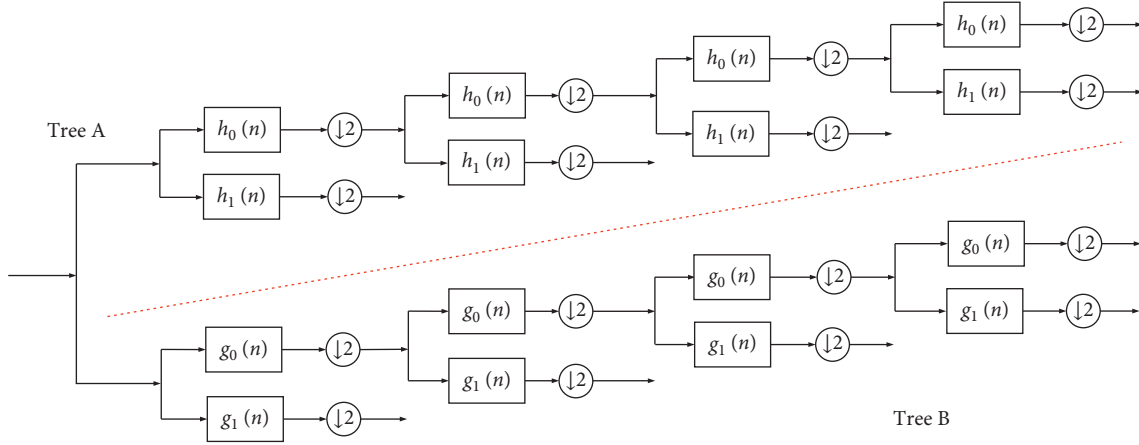 h₀ (n) ↓2
h₀ (n) ↓2
h₁ (n) ↓2
h₀ (n) ↓2
h₁ (n) ↓2
Tree A
h₀ (n) ↓2
h₁ (n) ↓2
h₁ (n) ↓2
g₀ (n) ↓2
g₀ (n) ↓2
g₀ (n) ↓2
g₁ (n) ↓2
g₀ (n) ↓2
g₁ (n) ↓2
g₁ (n) ↓2
g₁ (n) ↓2
Tree B